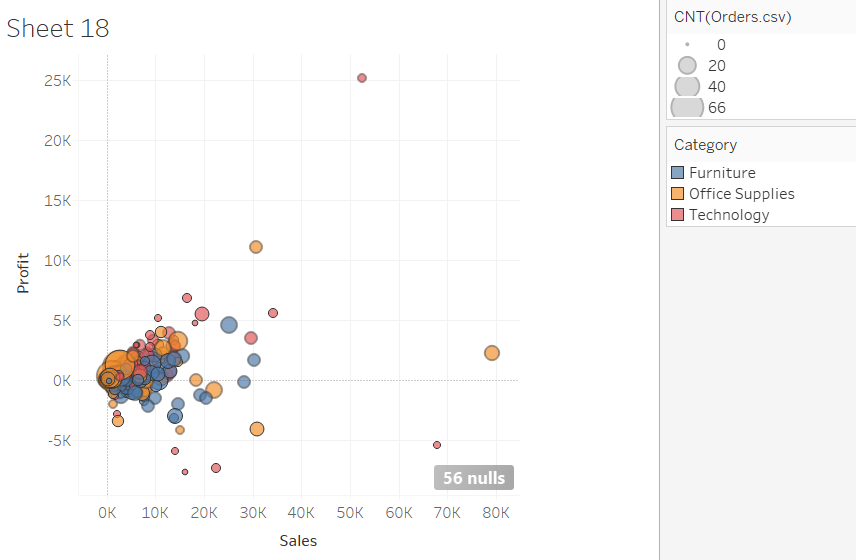 Sheet 18
25K
20K
15K
10K
5K
0K
-5K
Profit
56 nulls
0K 10K 20K 30K 40K 50K 60K 70K 80K
Sales
CNT(Orders.csv)
0
20
40
66
Category
Furniture
Office Supplies
Technology